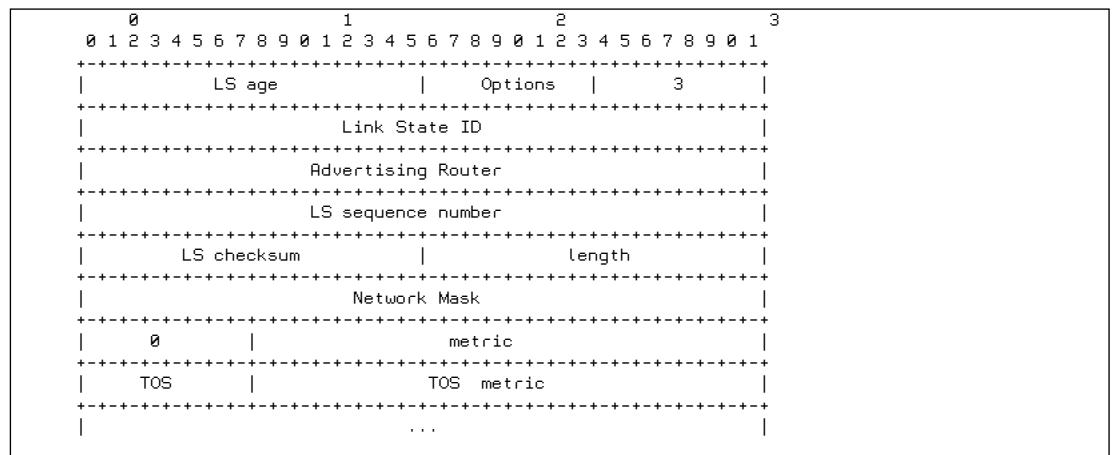 0                   1                   2                   3
0 1 2 3 4 5 6 7 8 9 0 1 2 3 4 5 6 7 8 9 0 1 2 3 4 5 6 7 8 9 0 1
+-+-+-+-+-+-+-+-+-+-+-+-+-+-+-+-+-+-+-+-+-+-+-+-+-+-+-+-+-+-+-+-+
|            LS age             |     Options   |       3       |
+-+-+-+-+-+-+-+-+-+-+-+-+-+-+-+-+-+-+-+-+-+-+-+-+-+-+-+-+-+-+-+-+
|                        Link State ID                          |
+-+-+-+-+-+-+-+-+-+-+-+-+-+-+-+-+-+-+-+-+-+-+-+-+-+-+-+-+-+-+-+-+
|                     Advertising Router                        |
+-+-+-+-+-+-+-+-+-+-+-+-+-+-+-+-+-+-+-+-+-+-+-+-+-+-+-+-+-+-+-+-+
|                     LS sequence number                        |
+-+-+-+-+-+-+-+-+-+-+-+-+-+-+-+-+-+-+-+-+-+-+-+-+-+-+-+-+-+-+-+-+
|         LS checksum           |             length            |
+-+-+-+-+-+-+-+-+-+-+-+-+-+-+-+-+-+-+-+-+-+-+-+-+-+-+-+-+-+-+-+-+
|                         Network Mask                          |
+-+-+-+-+-+-+-+-+-+-+-+-+-+-+-+-+-+-+-+-+-+-+-+-+-+-+-+-+-+-+-+-+
|      0        |                  metric                       |
+-+-+-+-+-+-+-+-+-+-+-+-+-+-+-+-+-+-+-+-+-+-+-+-+-+-+-+-+-+-+-+-+
|     TOS       |                TOS  metric                    |
+-+-+-+-+-+-+-+-+-+-+-+-+-+-+-+-+-+-+-+-+-+-+-+-+-+-+-+-+-+-+-+-+
|                              ...                              |